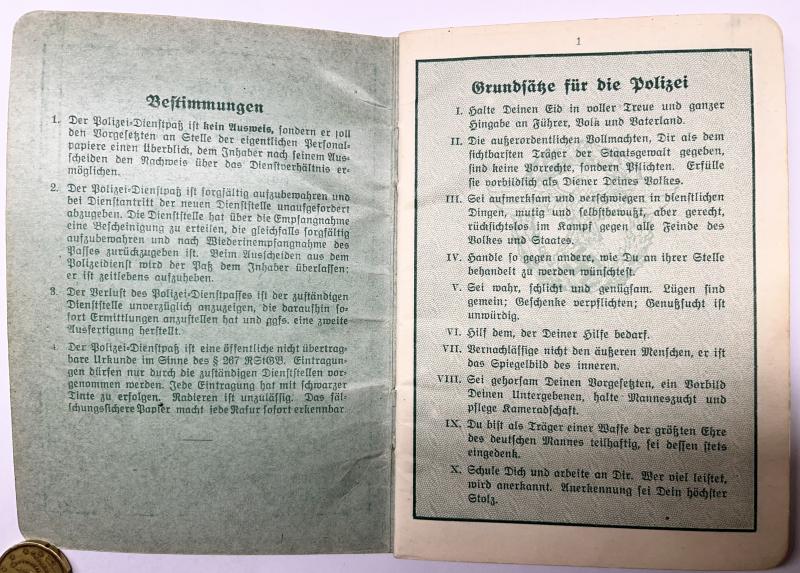 Bestimmungen
1. Der Polizei-Dienstpaß ist kein Ausweis, sondern er soll
den Vorgesetzten an Stelle der eigentlichen Personal-
papiere einen Überblick, dem Inhaber nach seinem Aus-
scheiden den Nachweis über das Dienstverhältnis er-
möglichen.
2. Der Polizei-Dienstpaß ist sorgfältig aufzubewahren und
bei Dienstantritt der neuen Dienststelle unaufgefordert
abzugeben. Die Dienststelle hat über die Empfangnahme
eine Bescheinigung zu erteilen, die gleichfalls sorgfältig
aufzubewahren und nach Wiederinempfangnahme des
Passes zurückzugeben ist. Beim Ausscheiden aus dem
Polizeidienst wird der Paß dem Inhaber überlassen;
er ist zeitlebens aufzuheben.
3. Der Verlust des Polizei-Dienstpasses ist der zuständigen
Dienststelle unverzüglich anzuzeigen, die daraufhin so-
fort Ermittlungen anzustellen hat und ggfs. eine zweite
Ausfertigung herstellt.
4. Der Polizei-Dienstpaß ist eine öffentliche nicht übertrag-
bare Urkunde im Sinne des § 267 RStGB. Eintragun-
gen dürfen nur durch die zuständigen Dienststellen vor-
genommen werden. Jede Eintragung hat mit schwarzer
Tinte zu erfolgen. Radieren ist unzulässig. Das fäl-
schungssichere Papier macht jede Rasur sofort erkennbar
1
Grundsätze für die Polizei
I. Halte Deinen Eid in voller Treue und ganzer
Hingabe an Führer, Volk und Vaterland.
II. Die außerordentlichen Vollmachten, Dir als dem
sichtbarsten Träger der Staatsgewalt gegeben,
sind keine Vorrechte, sondern Pflichten. Erfülle
sie vorbildlich als Diener Deines Volkes.
III. Sei aufmerksam und verschwiegen in dienstlichen
Dingen, mutig und selbstbewußt, aber gerecht,
rücksichtslos im Kampf gegen alle Feinde des
Volkes und Staates.
IV. Handle so gegen andere, wie Du an ihrer Stelle
behandelt zu werden wünschtest.
V. Sei wahr, schlicht und genügsam. Lügen sind
gemein; Geschenke verpflichten; Genußsucht ist
unwürdig.
VI. Hilf dem, der Deiner Hilfe bedarf.
VII. Vernachlässige nicht den äußeren Menschen, er ist
das Spiegelbild des inneren.
VIII. Sei gehorsam Deinen Vorgesetzten, ein Vorbild
Deinen Untergebenen, halte Manneszucht und
pflege Kameradschaft.
IX. Du bist als Träger einer Waffe der größten Ehre
des deutschen Mannes teilhaftig, sei dessen stets
eingedenk.
X. Schule Dich und arbeite an Dir. Wer viel leistet,
wird anerkannt. Anerkennung sei Dein höchster
Stolz.